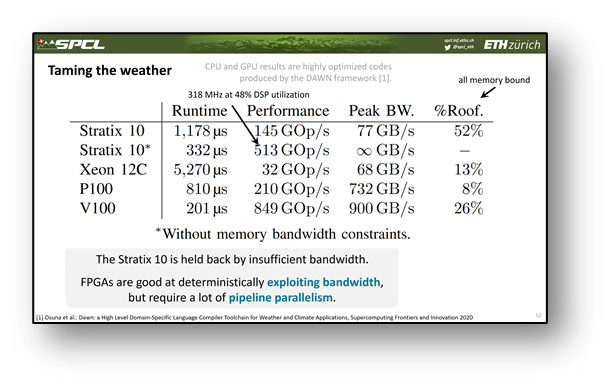 SPCL
spcl.inf.ethz.ch
@spcl_eth
ETH zürich
Taming the weather
CPU and GPU results are highly optimized codes
produced by the DAWN framework [1].
all memory bound
318 MHz at 48% DSP utilization
Runtime Performance Peak BW. %Roof.
Stratix 10 1,178 µs 145 GOp/s 77 GB/s 52%
Stratix 10* 332 µs 513 GOp/s ∞ GB/s –
Xeon 12C 5,270 µs 32 GOp/s 68 GB/s 13%
P100 810 µs 210 GOp/s 732 GB/s 8%
V100 201 µs 849 GOp/s 900 GB/s 26%
*Without memory bandwidth constraints.
The Stratix 10 is held back by insufficient bandwidth.
FPGAs are good at deterministically exploiting bandwidth,
but require a lot of pipeline parallelism.
[1] Osuna et al.: Dawn: a High Level Domain-Specific Language Compiler Toolchain for Weather and Climate Applications, Supercomputing Frontiers and Innovation 2020
52